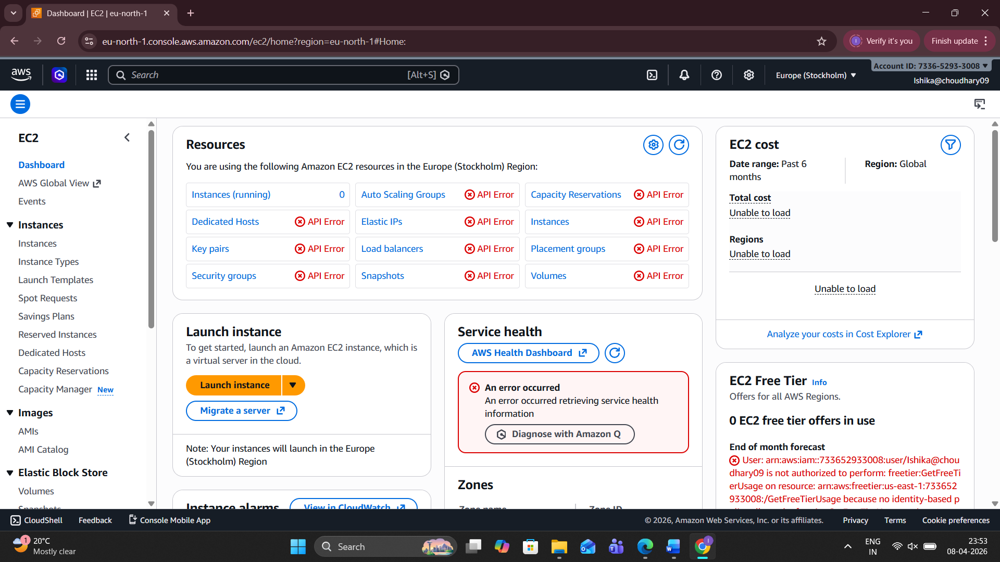 Dashboard | EC2 | eu-north-1
eu-north-1.console.aws.amazon.com/ec2/home?region=eu-north-1#Home:
Verify it's you
Finish update
aws
Search
[Alt+S]
Europe (Stockholm)
Account ID: 7336-5293-3008
Ishika@choudhary09
EC2
Dashboard
AWS Global View
Events
Instances
Instances
Instance Types
Launch Templates
Spot Requests
Savings Plans
Reserved Instances
Dedicated Hosts
Capacity Reservations
Capacity Manager New
Images
AMIs
AMI Catalog
Elastic Block Store
Volumes
Snapshots
Resources
You are using the following Amazon EC2 resources in the Europe (Stockholm) Region:
Instances (running) 0
Auto Scaling Groups API Error
Capacity Reservations API Error
Dedicated Hosts API Error
Elastic IPs API Error
Instances API Error
Key pairs API Error
Load balancers API Error
Placement groups API Error
Security groups API Error
Snapshots API Error
Volumes API Error
Launch instance
To get started, launch an Amazon EC2 instance, which is
a virtual server in the cloud.
Launch instance
Migrate a server
Note: Your instances will launch in the Europe
(Stockholm) Region
Instance alarms
View in CloudWatch
Service health
AWS Health Dashboard
An error occurred
An error occurred retrieving service health
information
Diagnose with Amazon Q
Zones
Zone name
Zone ID
EC2 cost
Date range: Past 6
months
Region: Global
Total cost
Unable to load
Regions
Unable to load
Unable to load
Analyze your costs in Cost Explorer
EC2 Free Tier Info
Offers for all AWS Regions.
0 EC2 free tier offers in use
End of month forecast
User: arn:aws:iam::733652933008:user/Ishika@chou
dhary09 is not authorized to perform: freetier:GetFreeTi
erUsage on resource: arn:aws:freetier:us-east-1:733652
933008:/GetFreeTierUsage because no identity-based p
CloudShell
Feedback
Console Mobile App
© 2026, Amazon Web Services, Inc. or its affiliates.
Privacy
Terms
Cookie preferences
1
20°C
Mostly clear
Search
ENG
IN
23:53
08-04-2026